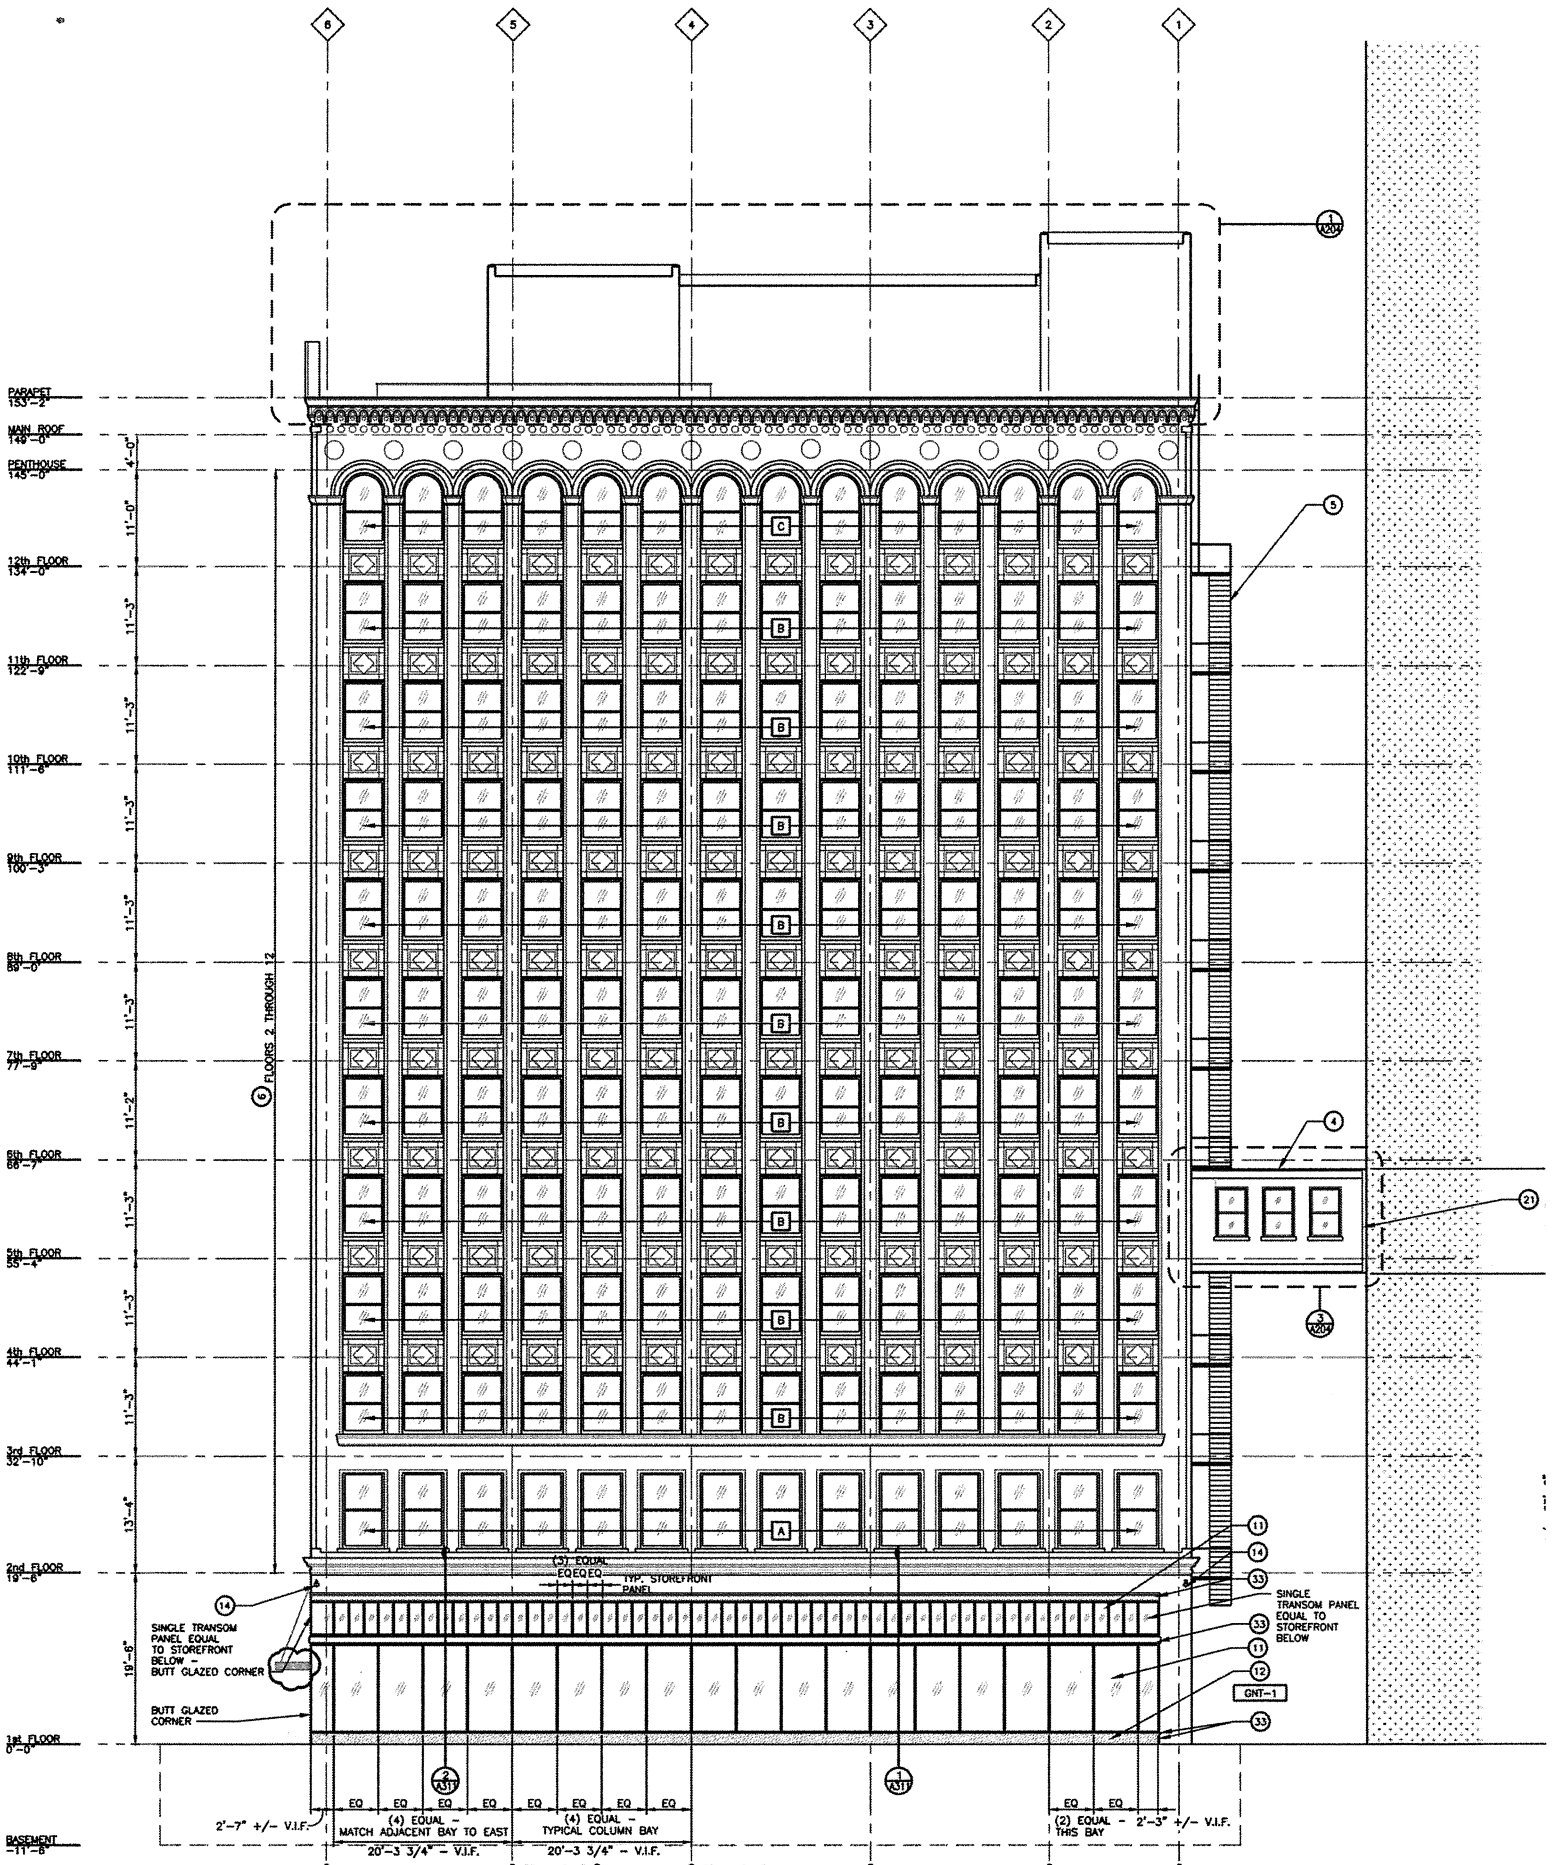 6 5 4 3 2 1
1
A204
PARAPET
153'-2"
MAIN ROOF
149'-0"
4'-0"
PENTHOUSE
145'-0"
5
11'-0"
C
12th FLOOR
134'-0"
11'-3"
B
11th FLOOR
122'-9"
11'-3"
B
10th FLOOR
111'-6"
11'-3"
B
9th FLOOR
100'-3"
11'-3"
B
8th FLOOR
89'-0"
6 FLOORS 2 THROUGH 12
11'-3"
B
7th FLOOR
77'-9"
11'-2"
B
4
6th FLOOR
66'-7"
21
11'-3"
B
5th FLOOR
55'-4"
11'-3"
B
3
A204
4th FLOOR
44'-1"
11'-3"
B
3rd FLOOR
32'-10"
13'-4"
A
11
14
2nd FLOOR
19'-6"
(3) EQUAL
EQ EQ EQ
TYP. STOREFRONT
PANEL
33
14
SINGLE
TRANSOM PANEL
EQUAL TO
STOREFRONT
BELOW
SINGLE TRANSOM
PANEL EQUAL
TO STOREFRONT
BELOW -
BUTT GLAZED CORNER
33
11
12
19'-6"
GNT-1
BUTT GLAZED
CORNER
33
1st FLOOR
0'-0"
2
A311
1
A311
EQ EQ EQ EQ EQ EQ EQ EQ EQ EQ
2'-7" +/- V.I.F.
(4) EQUAL -
MATCH ADJACENT BAY TO EAST
20'-3 3/4" - V.I.F.
(4) EQUAL -
TYPICAL COLUMN BAY
20'-3 3/4" - V.I.F.
(2) EQUAL -
THIS BAY
2'-3" +/- V.I.F.
BASEMENT
-11'-6"